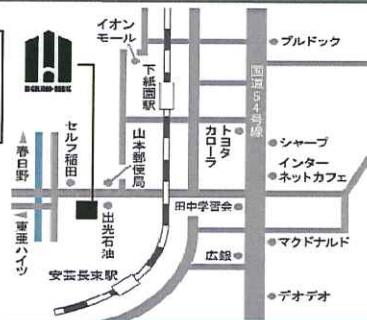 イオン
モール
ブルドック
下祇園駅
国道54号線
トヨタ
カローラ
シャープ
インター
ネットカフェ
セルフ稲田
山本郵便局
春日野
東亜ハイツ
出光石油
田中学習会
マクドナルド
広銀
安芸長束駅
デオデオ